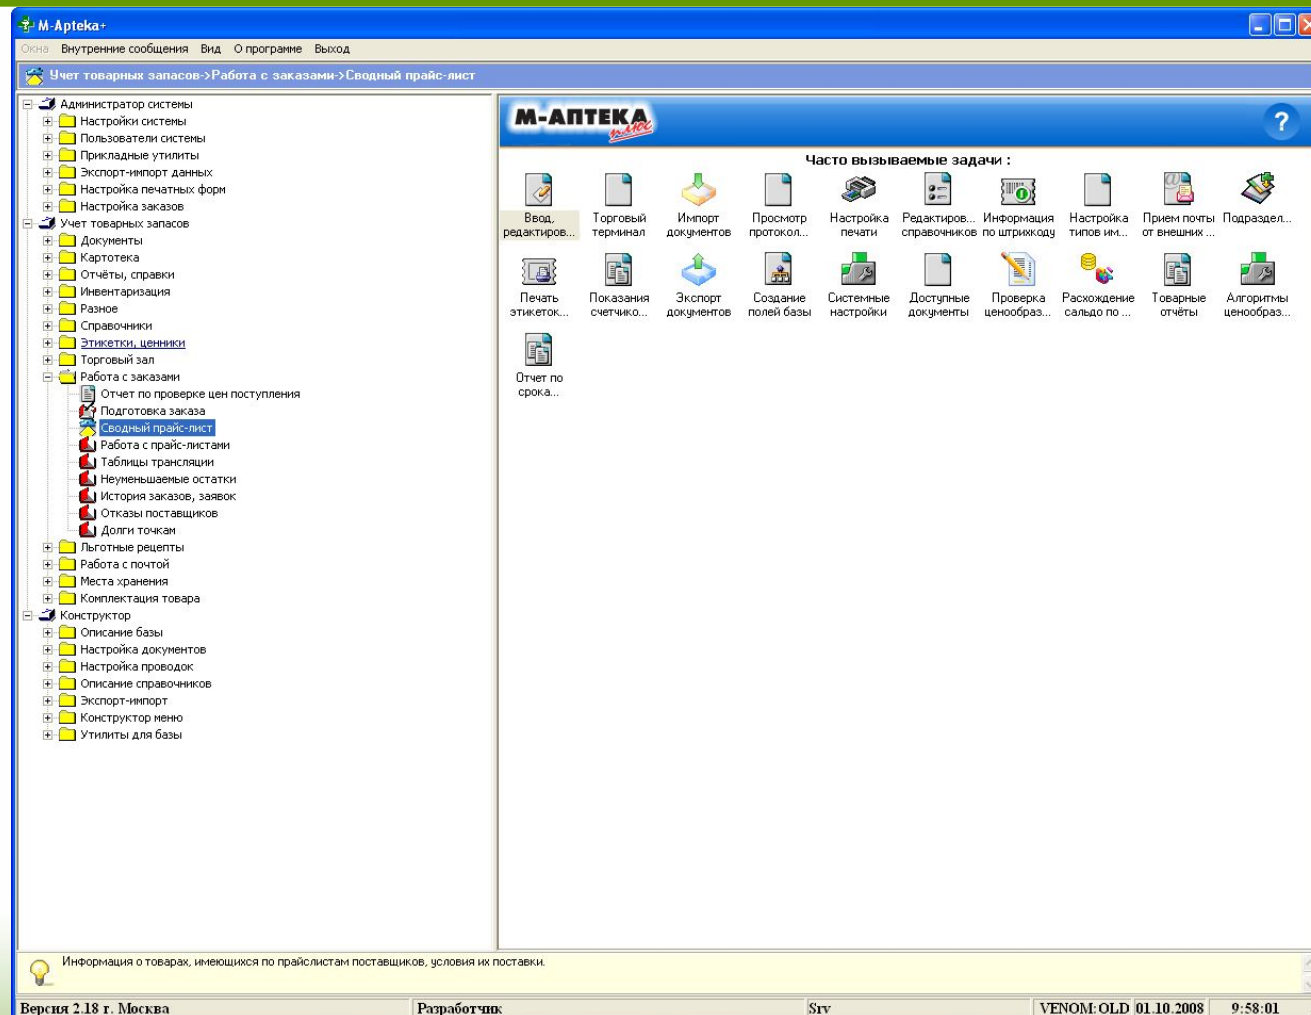 M-Apteka+
Окна Внутренние сообщения Вид О программе Выход
Учет товарных запасов->Работа с заказами->Сводный прайс-лист
Администратор системы
Настройки системы
Пользователи системы
Прикладные утилиты
Экспорт-импорт данных
Настройка печатных форм
Настройка заказов
Учет товарных запасов
Документы
Картотека
Отчёты, справки
Инвентаризация
Разное
Справочники
Этикетки, ценники
Торговый зал
Работа с заказами
Отчет по проверке цен поступления
Подготовка заказа
Сводный прайс-лист
Работа с прайс-листами
Таблицы трансляции
Неуменьшаемые остатки
История заказов, заявок
Отказы поставщиков
Долги точкам
Льготные рецепты
Работа с почтой
Места хранения
Комплектация товара
Конструктор
Описание базы
Настройка документов
Настройка проводок
Описание справочников
Экспорт-импорт
Конструктор меню
Утилиты для базы
М-АПТЕКА
плюс
?
Часто вызываемые задачи :
Ввод, Торговый Импорт Просмотр Настройка Редактиров... Информация Настройка Прием почты Подраздел...
редактиров... терминал документов протокол... печати справочников по штрихкоду типов им... от внешних ...
Печать Показания Экспорт Создание Системные Доступные Проверка Расхождение Товарные Алгоритмы
этикеток... счетчико... документов полей базы настройки документы ценообраз... сальдо по ... отчёты ценообраз...
Отчет по
срока...
Информация о товарах, имеющихся по прайслистам поставщиков, условия их поставки.
Версия 2.18 г. Москва Разработчик Srv VENOM:OLD 01.10.2008 9:58:01